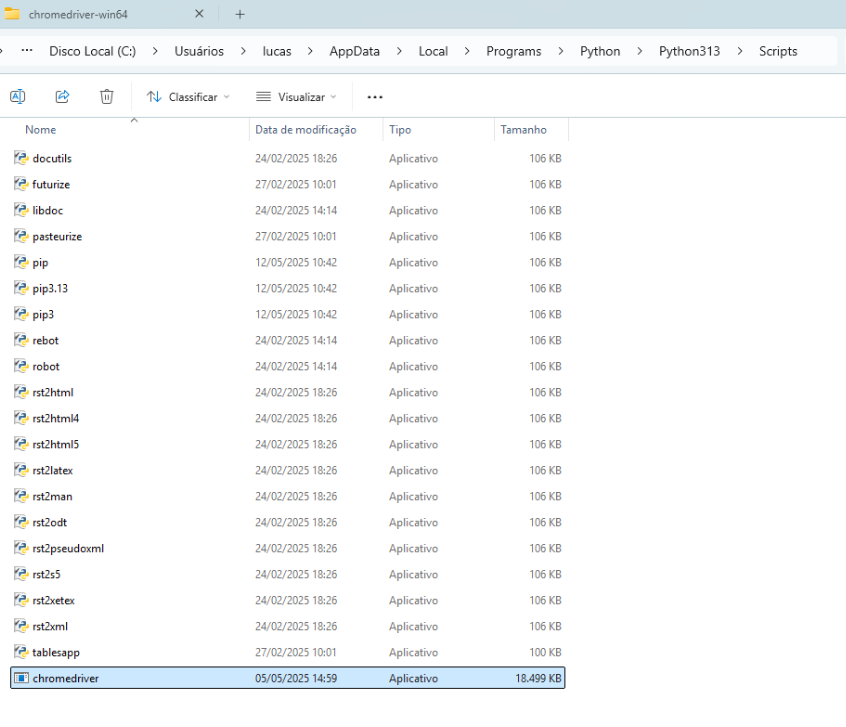 chromedriver-win64
Disco Local (C:) > Usuários > lucas > AppData > Local > Programs > Python > Python313 > Scripts
Classificar Visualizar
Nome Data de modificação Tipo Tamanho
docutils 24/02/2025 18:26 Aplicativo 106 KB
futurize 27/02/2025 10:01 Aplicativo 106 KB
libdoc 24/02/2025 14:14 Aplicativo 106 KB
pasteurize 27/02/2025 10:01 Aplicativo 106 KB
pip 12/05/2025 10:42 Aplicativo 106 KB
pip3.13 12/05/2025 10:42 Aplicativo 106 KB
pip3 12/05/2025 10:42 Aplicativo 106 KB
rebot 24/02/2025 14:14 Aplicativo 106 KB
robot 24/02/2025 14:14 Aplicativo 106 KB
rst2html 24/02/2025 18:26 Aplicativo 106 KB
rst2html4 24/02/2025 18:26 Aplicativo 106 KB
rst2html5 24/02/2025 18:26 Aplicativo 106 KB
rst2latex 24/02/2025 18:26 Aplicativo 106 KB
rst2man 24/02/2025 18:26 Aplicativo 106 KB
rst2odt 24/02/2025 18:26 Aplicativo 106 KB
rst2pseudoxml 24/02/2025 18:26 Aplicativo 106 KB
rst2s5 24/02/2025 18:26 Aplicativo 106 KB
rst2xetex 24/02/2025 18:26 Aplicativo 106 KB
rst2xml 24/02/2025 18:26 Aplicativo 106 KB
tablesapp 27/02/2025 10:01 Aplicativo 100 KB
chromedriver 05/05/2025 14:59 Aplicativo 18.499 KB